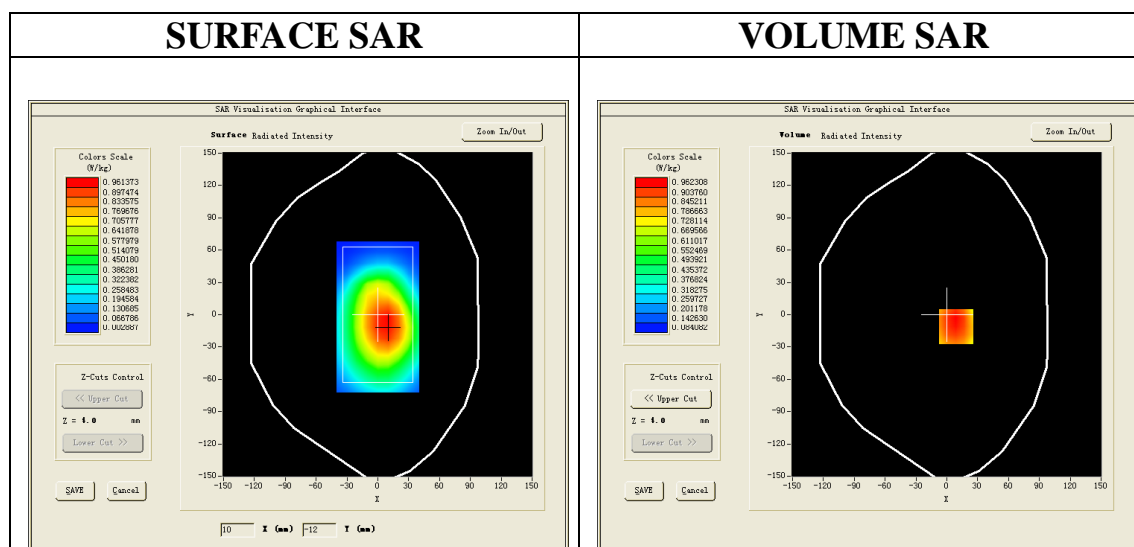 SURFACE SAR
VOLUME SAR
SAR Visualisation Graphical Interface
Surface Radiated Intensity
Zoom In/Out
Colors Scale
(W/kg)
0.961373
0.897474
0.833575
0.769676
0.705777
0.641878
0.577979
0.514079
0.450180
0.386281
0.322382
0.258483
0.194584
0.130685
0.066786
0.002887
150
120
90
60
30
0
-30
-60
-90
-120
-150
Y
-150 -120 -90 -60 -30 0 30 60 90 120 150
X
Z-Cuts Control
<< Upper Cut
Z = 4.0 mm
Lower Cut >>
SAVE Cancel
10 X (mm) -12 Y (mm)
SAR Visualisation Graphical Interface
Volume Radiated Intensity
Zoom In/Out
Colors Scale
(W/kg)
0.962308
0.903760
0.845211
0.786663
0.728114
0.669566
0.611017
0.552469
0.493921
0.435372
0.376824
0.318275
0.259727
0.201178
0.142630
0.084082
150
120
90
60
30
0
-30
-60
-90
-120
-150
Y
-150 -120 -90 -60 -30 0 30 60 90 120 150
X
Z-Cuts Control
<< Upper Cut
Z = 4.0 mm
Lower Cut >>
SAVE Cancel